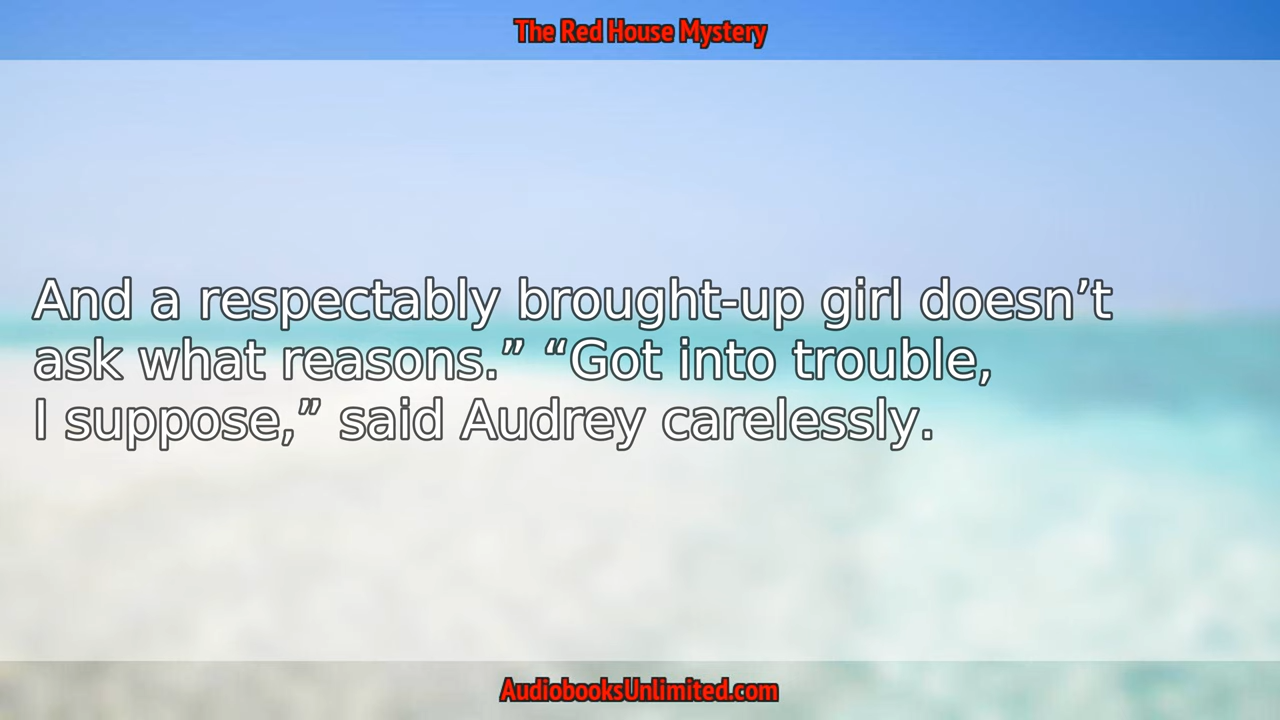 The Red House Mystery
And a respectably brought-up girl doesn’t
ask what reasons.” “Got into trouble,
I suppose,” said Audrey carelessly.
AudiobooksUnlimited.com